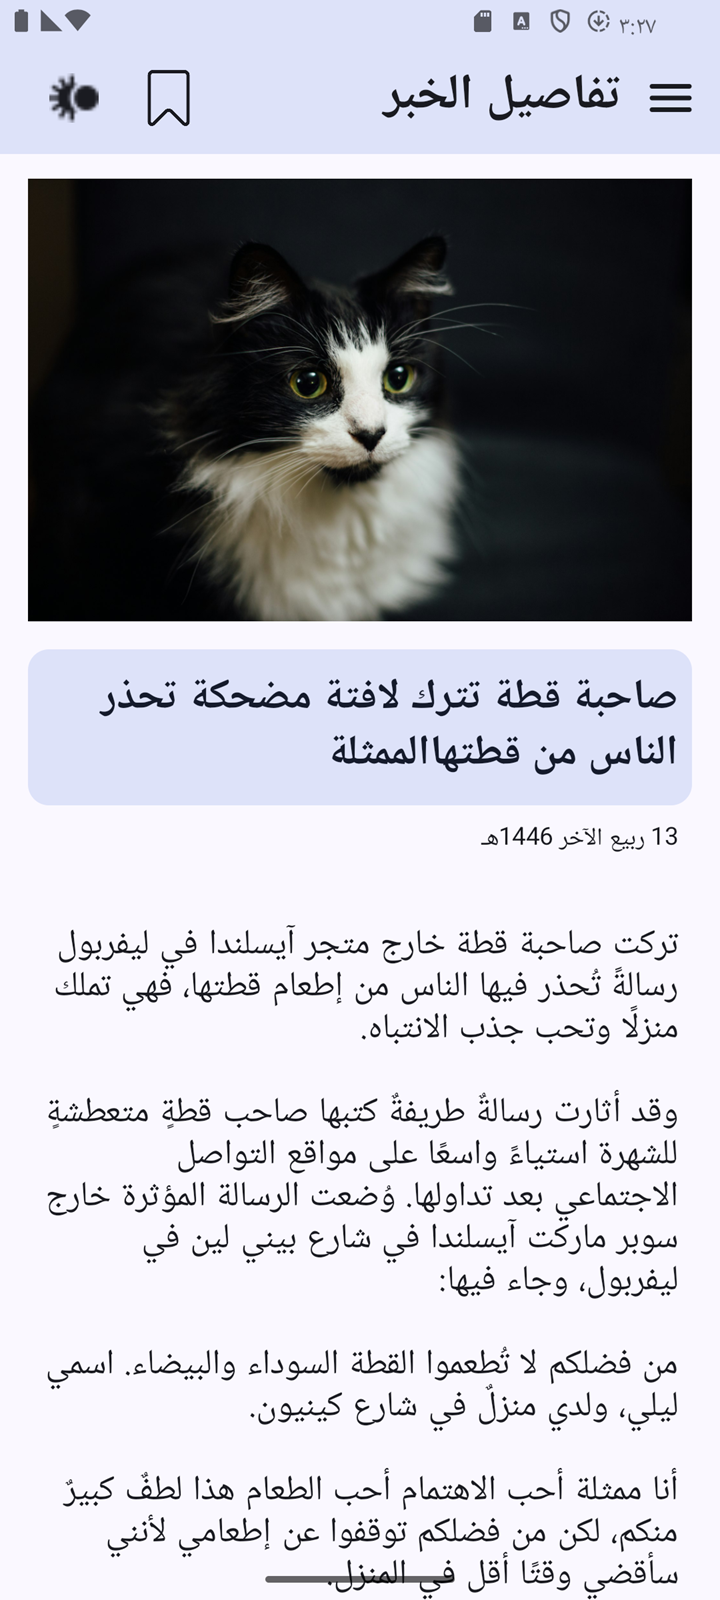 ٣:٢٧
تفاصيل الخبر
صاحبة قطة تترك لافتة مضحكة تحذر
الناس من قطتهاالممثلة
13 ربيع الآخر 1446هـ
تركت صاحبة قطة خارج متجر آيسلندا في ليفربول
رسالةً تُحذر فيها الناس من إطعام قطتها، فهي تملك
منزلًا وتحب جذب الانتباه.
وقد أثارت رسالةٌ طريفةٌ كتبها صاحب قطةٍ متعطشةٍ
للشهرة استياءً واسعًا على مواقع التواصل
الاجتماعي بعد تداولها. وُضعت الرسالة المؤثرة خارج
سوبر ماركت آيسلندا في شارع بيني لين في
ليفربول، وجاء فيها:
من فضلكم لا تُطعموا القطة السوداء والبيضاء. اسمي
ليلي، ولدي منزلٌ في شارع كينيون.
أنا ممثلة أحب الاهتمام أحب الطعام هذا لطفٌ كبيرٌ
منكم، لكن من فضلكم توقفوا عن إطعامي لأنني
سأقضي وقتًا أقل في المنزل.